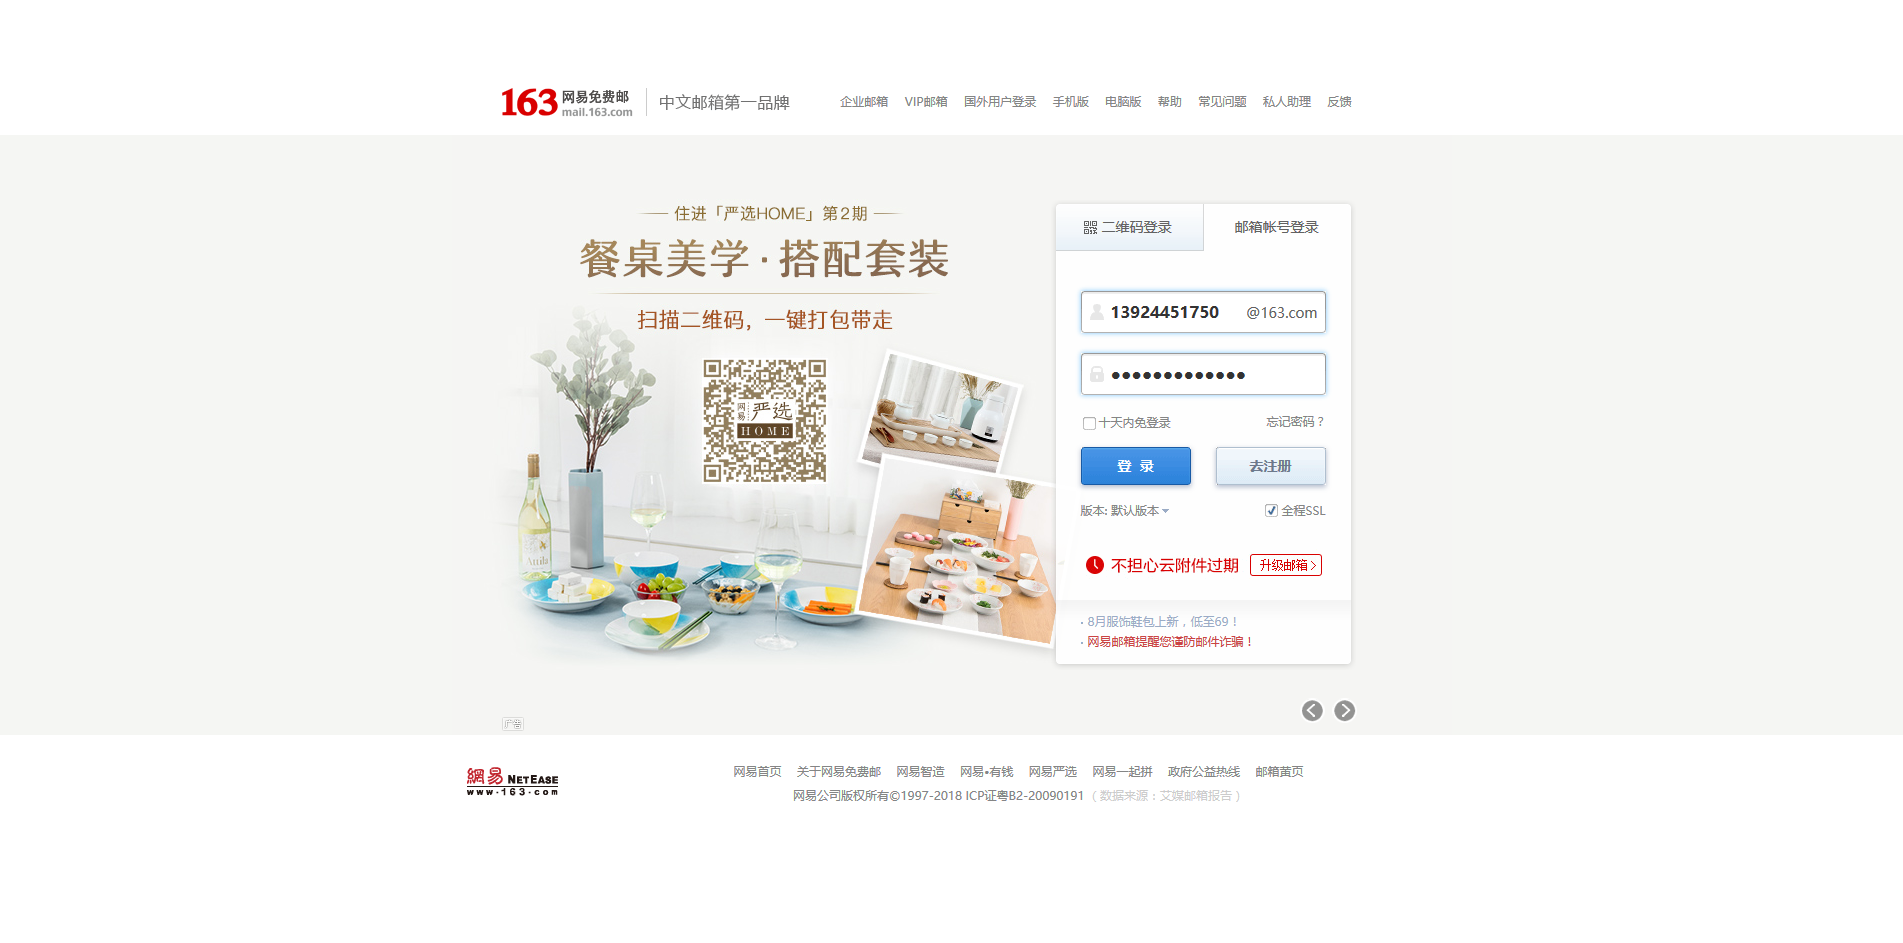 163 网易免费邮 mail.163.com 中文邮箱第一品牌
企业邮箱 VIP邮箱 国外用户登录 手机版 电脑版 帮助 常见问题 私人助理 反馈
住进「严选HOME」第2期
餐桌美学·搭配套装
扫描二维码，一键打包带走
网易严选
HOME
二维码登录 邮箱帐号登录
13924451750 @163.com
●●●●●●●●●●●●●
十天内免登录 忘记密码？
登 录 去注册
版本: 默认版本 全程SSL
不担心云附件过期 升级邮箱
· 8月服饰鞋包上新，低至69！
· 网易邮箱提醒您谨防邮件诈骗！
广告
網易 NETEASE
www.163.com
网易首页 关于网易免费邮 网易智造 网易•有钱 网易严选 网易一起拼 政府公益热线 邮箱黄页
网易公司版权所有©1997-2018 ICP证粤B2-20090191 （数据来源：艾媒邮箱报告）